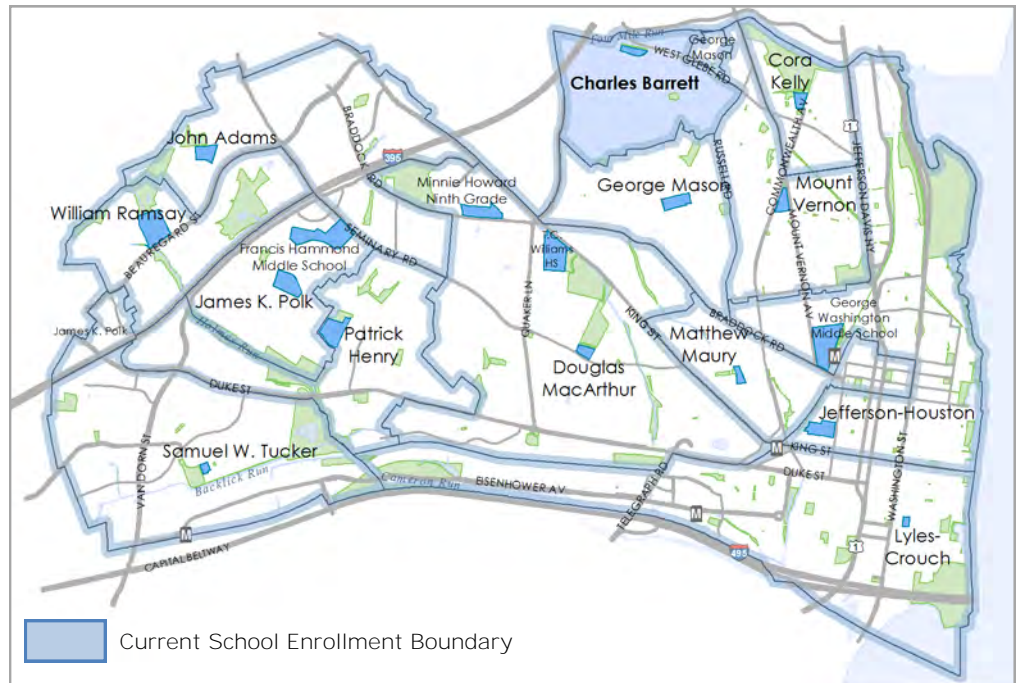 Four Mile Run
George
Mason
WEST GLEBE RD
Charles Barrett
Cora
Kelly
COMMONWEALTH AV
1
JEFFERSON DAVIS HY
John Adams
BRADDOCK RD
395
Minnie Howard
Ninth Grade
George Mason
RUSSELL RD
Mount
Vernon
MOUNT VERNON AV
William Ramsay
BEAUREGARD ST
Francis Hammond
Middle School
SEMINARY RD
T.C.
Williams
HS
James K. Polk
James K. Polk
Holmes Run
Patrick
Henry
QUAKER LN
KING ST
BRADDOCK RD
George
Washington
Middle School
M
Matthew
Maury
Douglas
MacArthur
DUKE ST
Jefferson-Houston
KING ST
M
DUKE ST
WASHINGTON ST
Samuel W. Tucker
Backlick Run
VAN DORN ST
Cameron Run
EISENHOWER AV
TELEGRAPH RD
M
M
CAPITAL BELTWAY
495
1
Lyles-
Crouch
Current School Enrollment Boundary